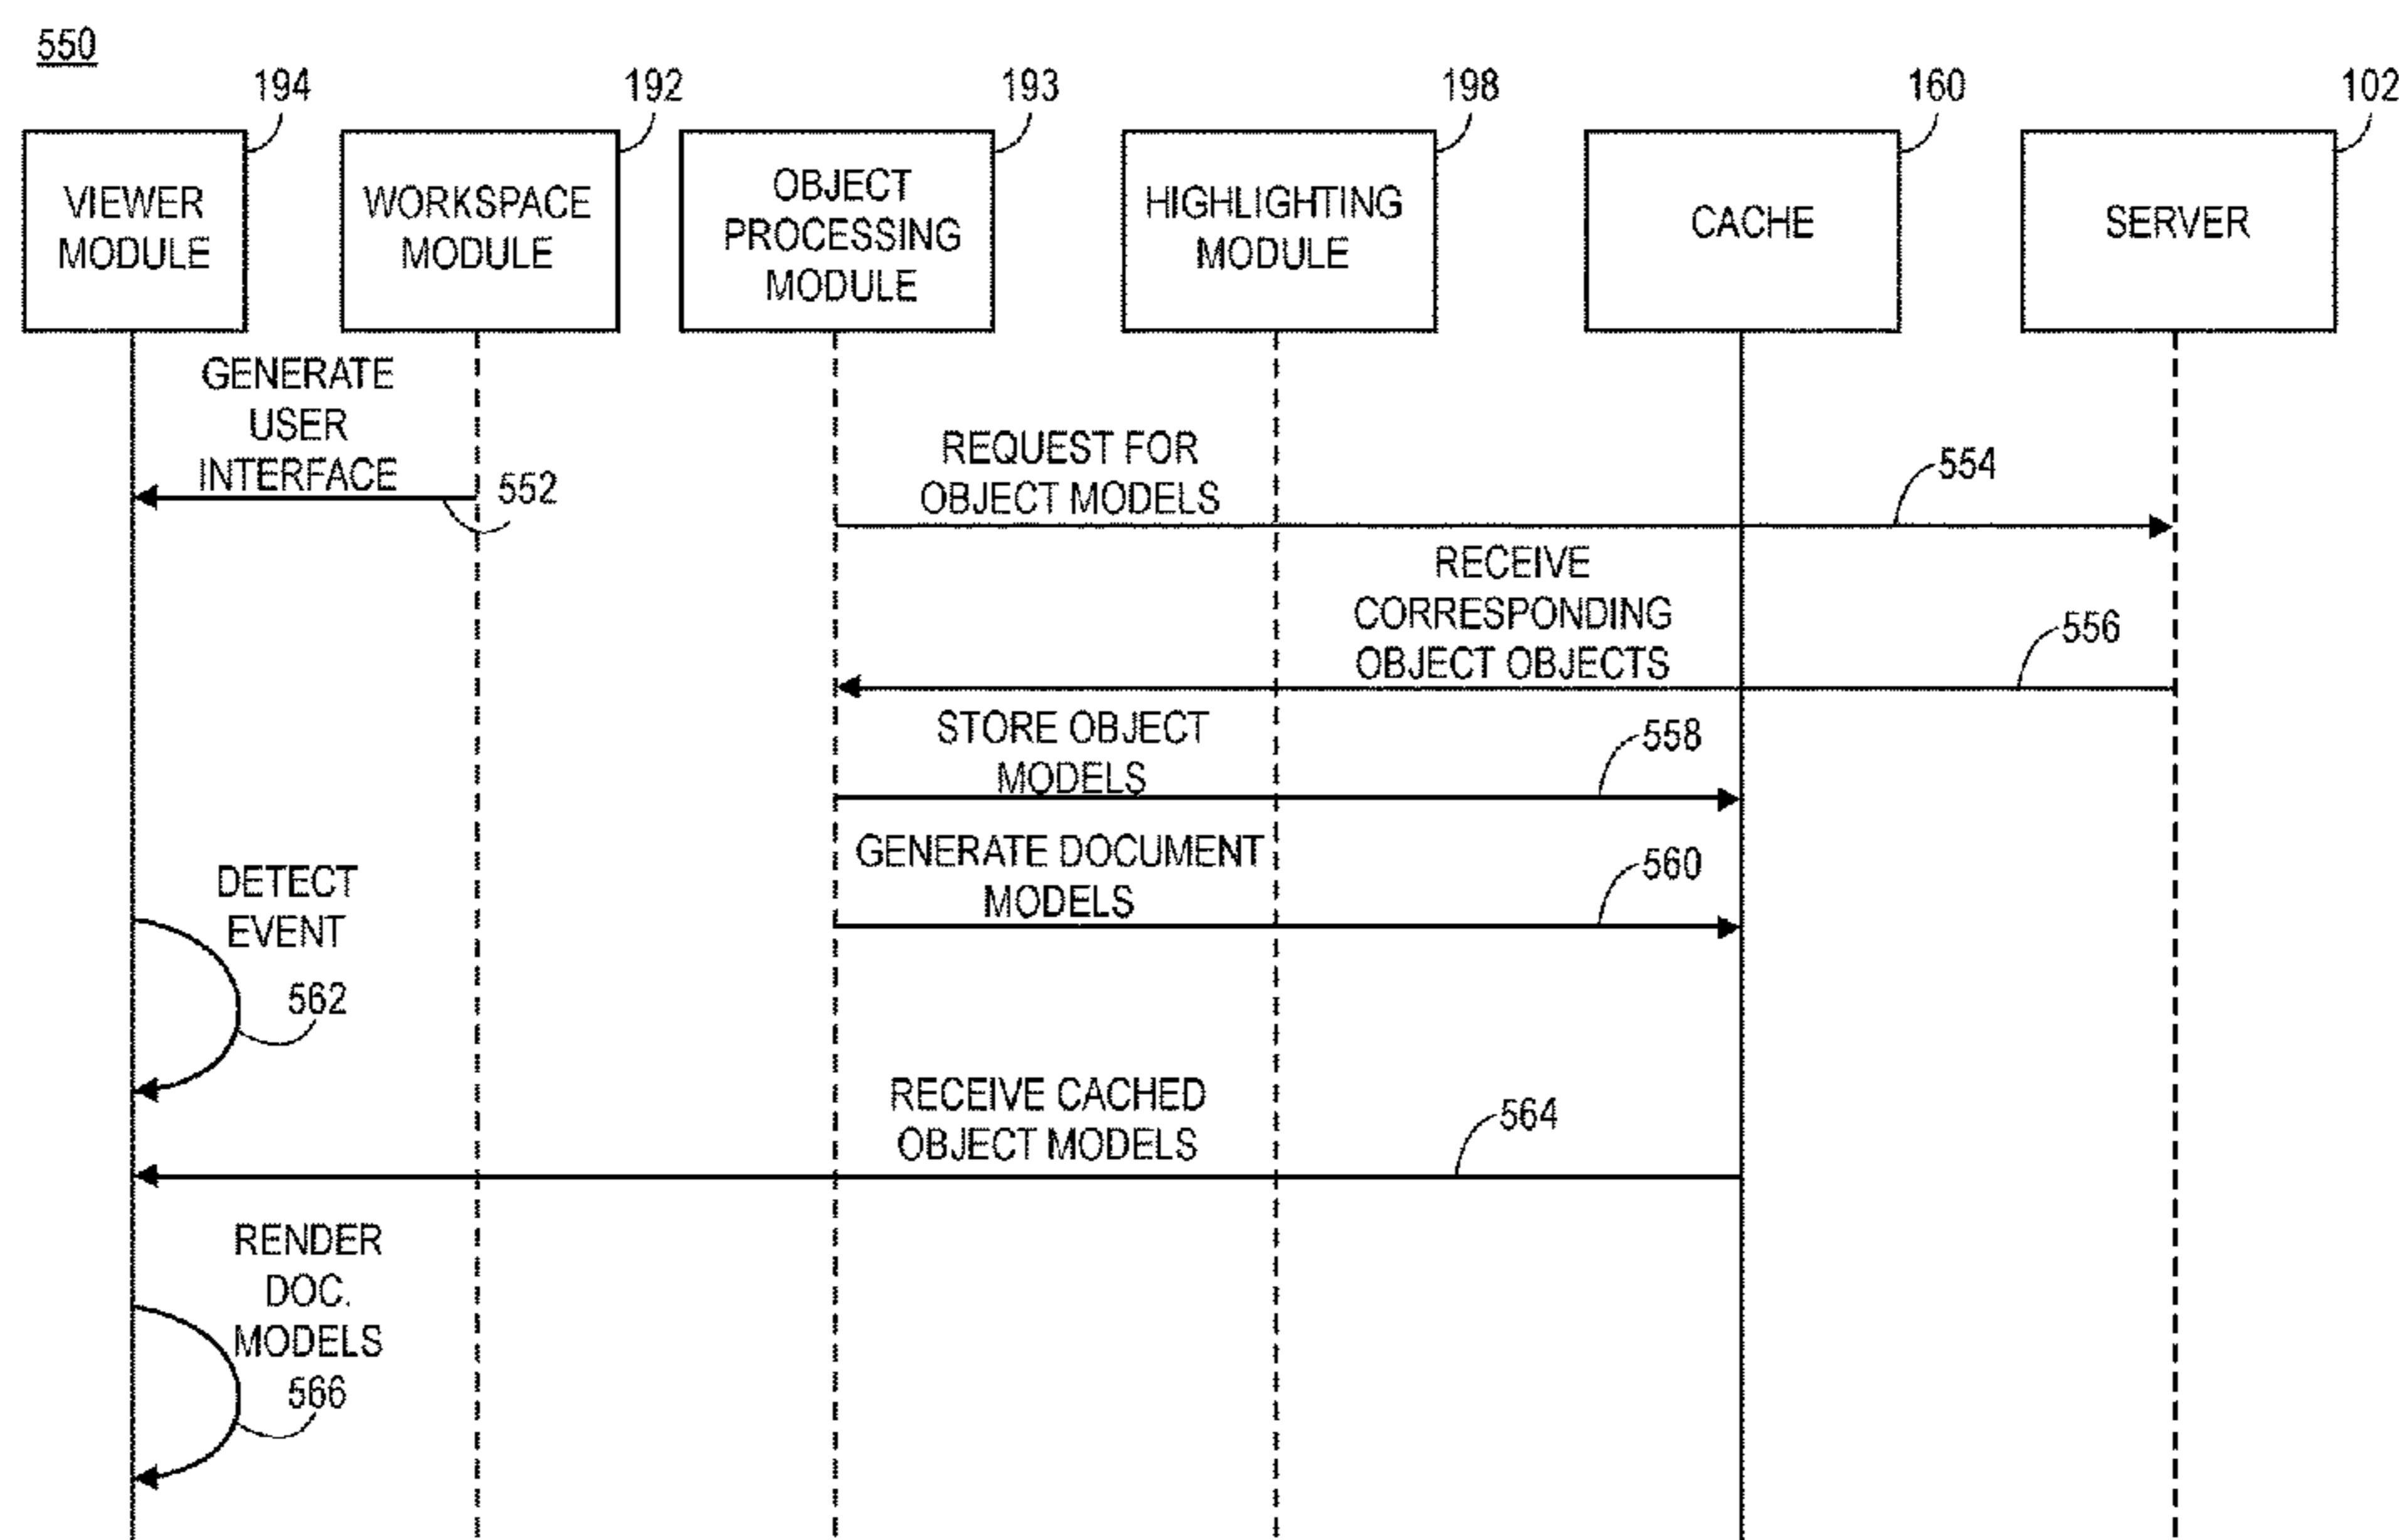 550
194
192
193
198
160
102
VIEWER
MODULE
WORKSPACE
MODULE
OBJECT
PROCESSING
MODULE
HIGHLIGHTING
MODULE
CACHE
SERVER
GENERATE
USER
INTERFACE
552
REQUEST FOR
OBJECT MODELS
554
RECEIVE
CORRESPONDING
OBJECT OBJECTS
556
STORE OBJECT
MODELS
558
GENERATE DOCUMENT
MODELS
560
DETECT
EVENT
562
RECEIVE CACHED
OBJECT MODELS
564
RENDER
DOC.
MODELS
566